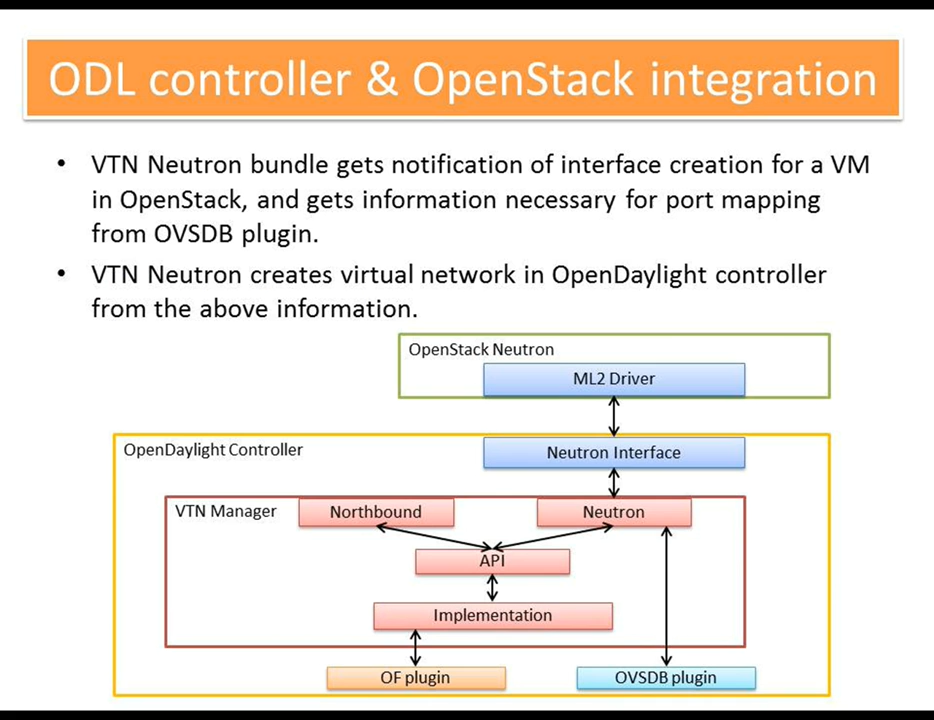 ODL controller & OpenStack integration
• VTN Neutron bundle gets notification of interface creation for a VM
in OpenStack, and gets information necessary for port mapping
from OVSDB plugin.
• VTN Neutron creates virtual network in OpenDaylight controller
from the above information.
OpenStack Neutron
ML2 Driver
OpenDaylight Controller
Neutron Interface
VTN Manager
Northbound
Neutron
API
Implementation
OF plugin
OVSDB plugin